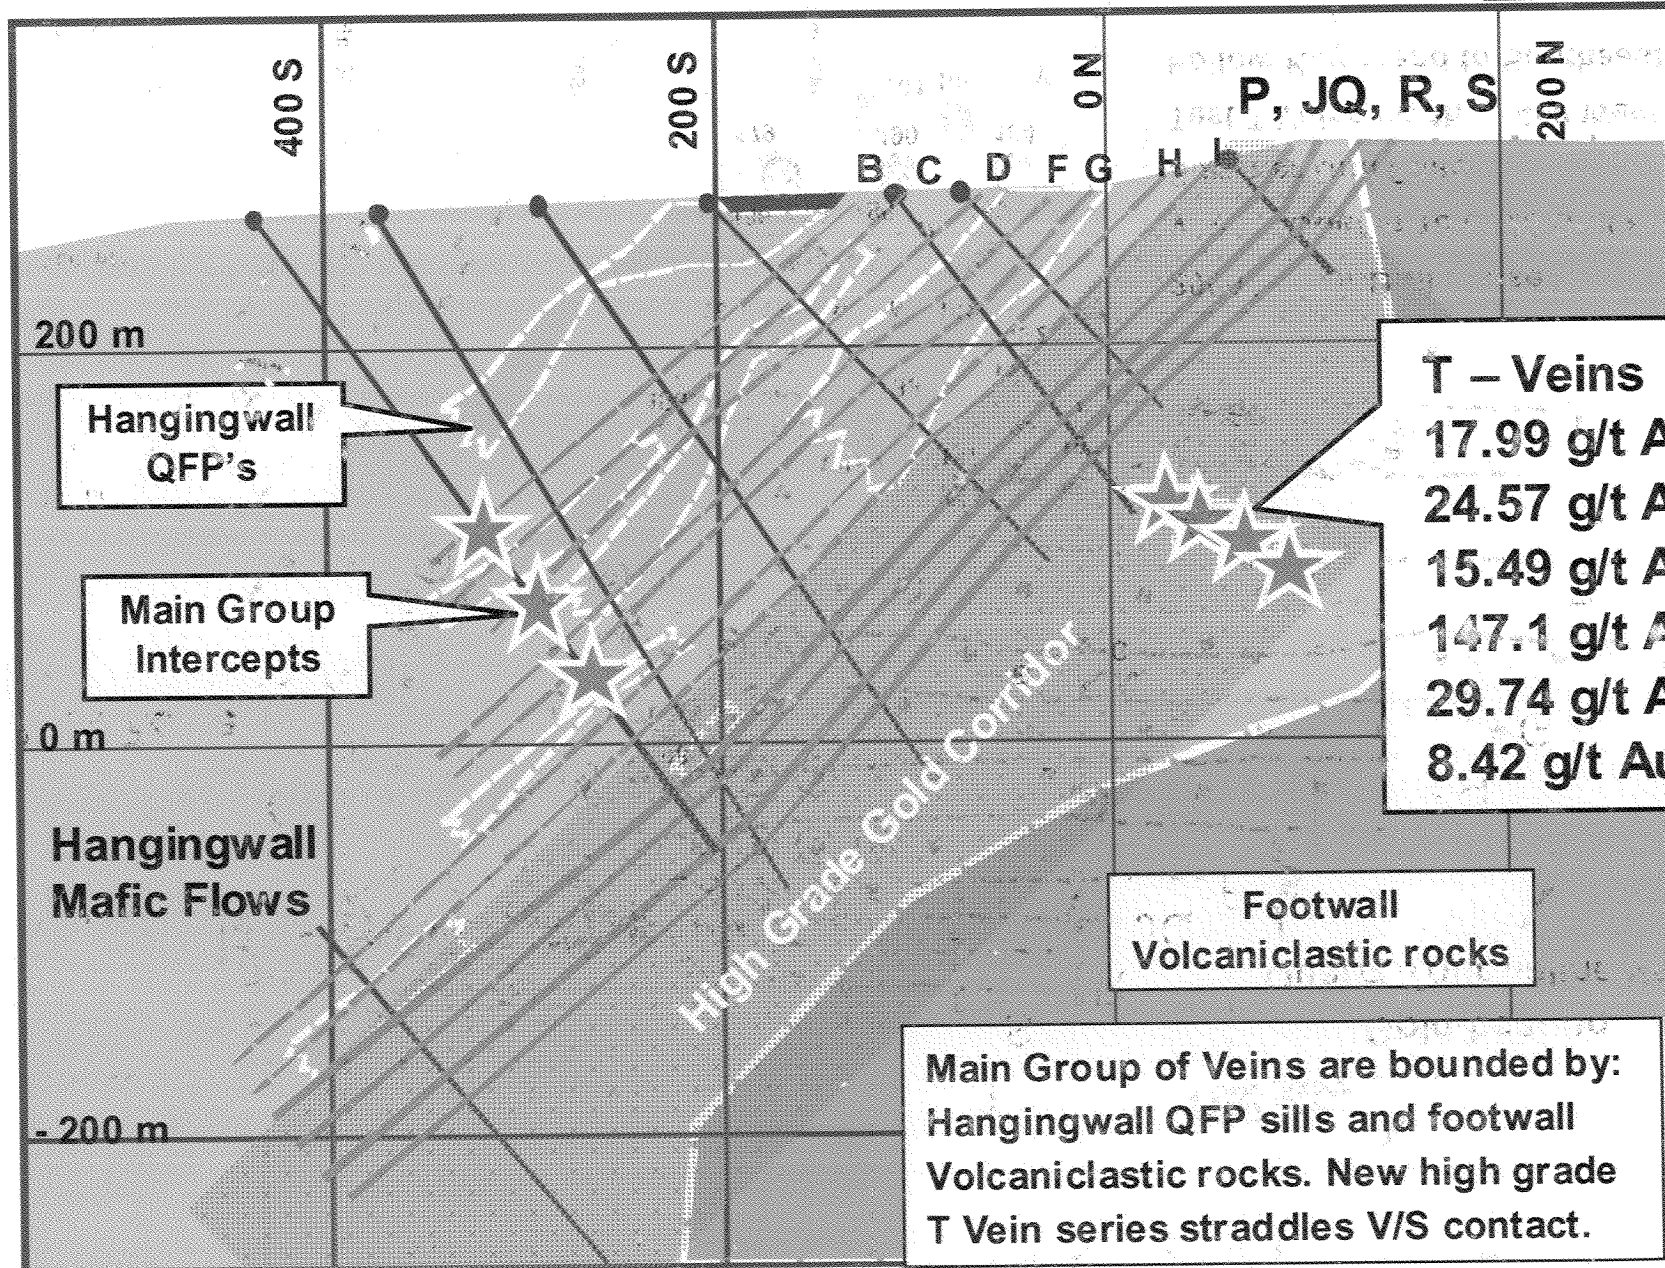 400 S
200 S
0 N
200 N
P, JQ, R, S
B C D F G H I
200 m
Hangingwall
QFP's
T – Veins
17.99 g/t A
24.57 g/t A
15.49 g/t A
147.1 g/t A
29.74 g/t A
8.42 g/t Au
Main Group
Intercepts
0 m
High Grade Gold Corridor
Hangingwall
Mafic Flows
Footwall
Volcaniclastic rocks
- 200 m
Main Group of Veins are bounded by:
Hangingwall QFP sills and footwall
Volcaniclastic rocks. New high grade
T Vein series straddles V/S contact.